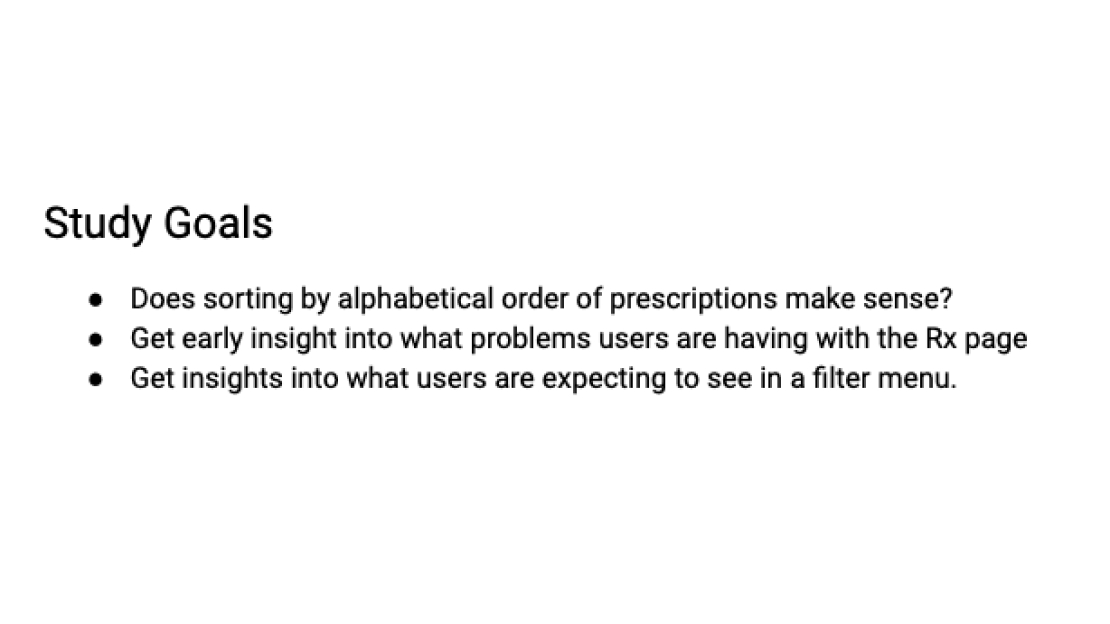 Study Goals
● Does sorting by alphabetical order of prescriptions make sense?
● Get early insight into what problems users are having with the Rx page
● Get insights into what users are expecting to see in a filter menu.